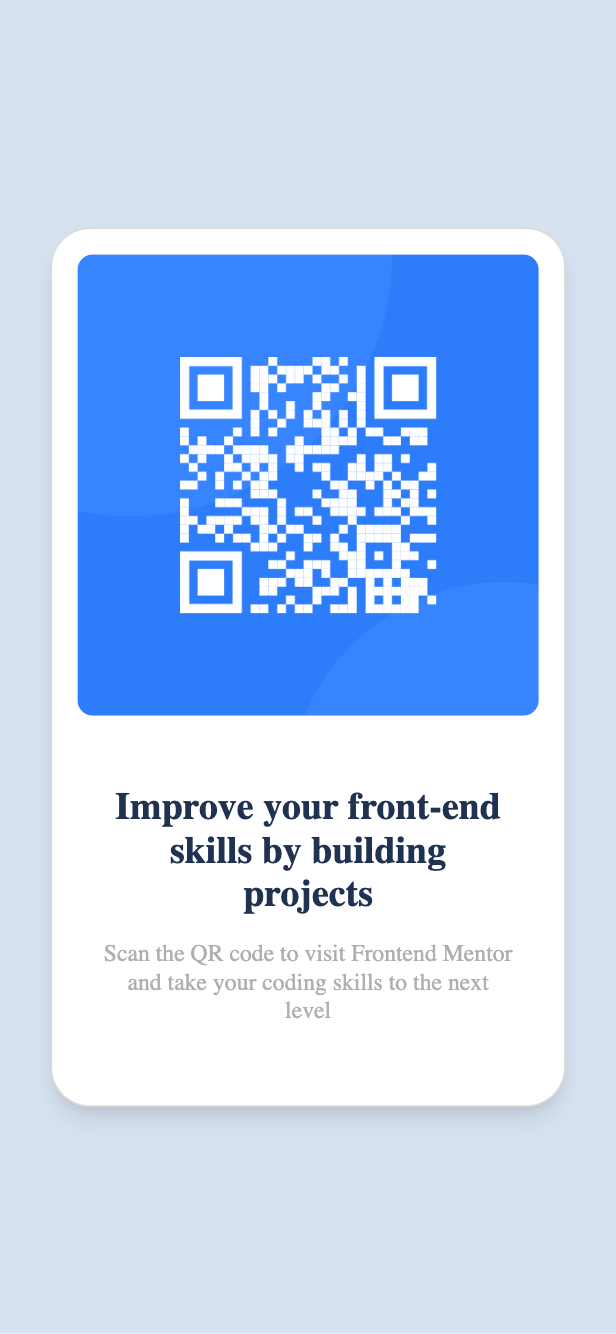 Improve your front-end
skills by building
projects
Scan the QR code to visit Frontend Mentor
and take your coding skills to the next
level